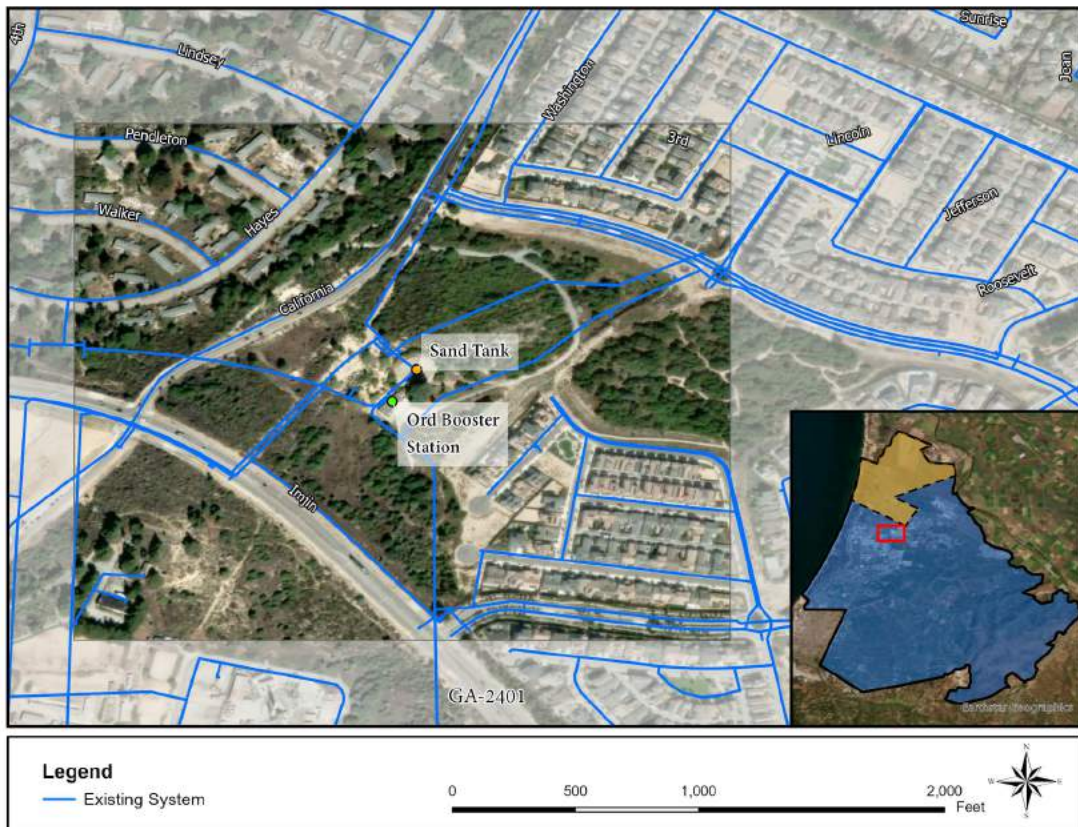 Sunrise
4th
Lindsey
Jean
Washington
3rd
Lincoln
Pendleton
Walker
Hayes
Jefferson
Roosevelt
California
Sand Tank
Ord Booster
Station
Imjin
GA-2401
Earthstar Geographics
Legend
Existing System
0 500 1,000 2,000
Feet
N
W E
S